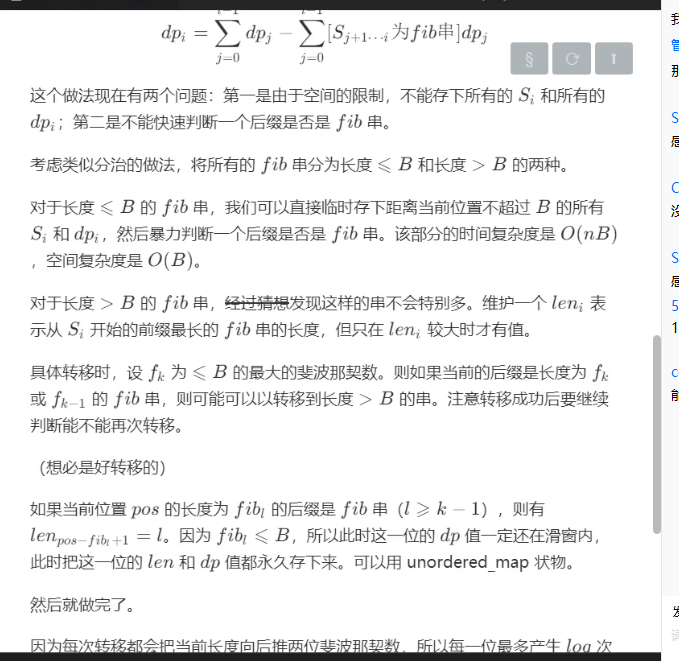 dp_i = \sum_{j=0}^{i-1} dp_j - \sum_{j=0}^{i-1} [S_{j+1\cdots i}为fib串]dp_j
§
这个做法现在有两个问题：第一是由于空间的限制，不能存下所有的 S_i 和所有的
dp_i；第二是不能快速判断一个后缀是否是 fib 串。
考虑类似分治的做法，将所有的 fib 串分为长度 ⩽ B 和长度 > B 的两种。
对于长度 ⩽ B 的 fib 串，我们可以直接临时存下距离当前位置不超过 B 的所有
S_i 和 dp_i，然后暴力判断一个后缀是否是 fib 串。该部分的时间复杂度是 O(nB)
，空间复杂度是 O(B)。
对于长度 > B 的 fib 串，经过猜想发现这样的串不会特别多。维护一个 len_i 表
示从 S_i 开始的前缀最长的 fib 串的长度，但只在 len_i 较大时才有值。
具体转移时，设 f_k 为 ⩽ B 的最大的斐波那契数。则如果当前的后缀是长度为 f_k
或 f_{k-1} 的 fib 串，则可能可以以转移到长度 > B 的串。注意转移成功后要继续
判断能不能再次转移。
（想必是好转移的）
如果当前位置 pos 的长度为 fib_l 的后缀是 fib 串（l ⩾ k − 1），则有
len_{pos-fib_l+1} = l。因为 fib_l ⩽ B，所以此时这一位的 dp 值一定还在滑窗内，
此时把这一位的 len 和 dp 值都永久存下来。可以用 unordered_map 状物。
然后就做完了。
因为每次转移都会把当前长度向后推两位斐波那契数，所以每一位最多产生 log 次